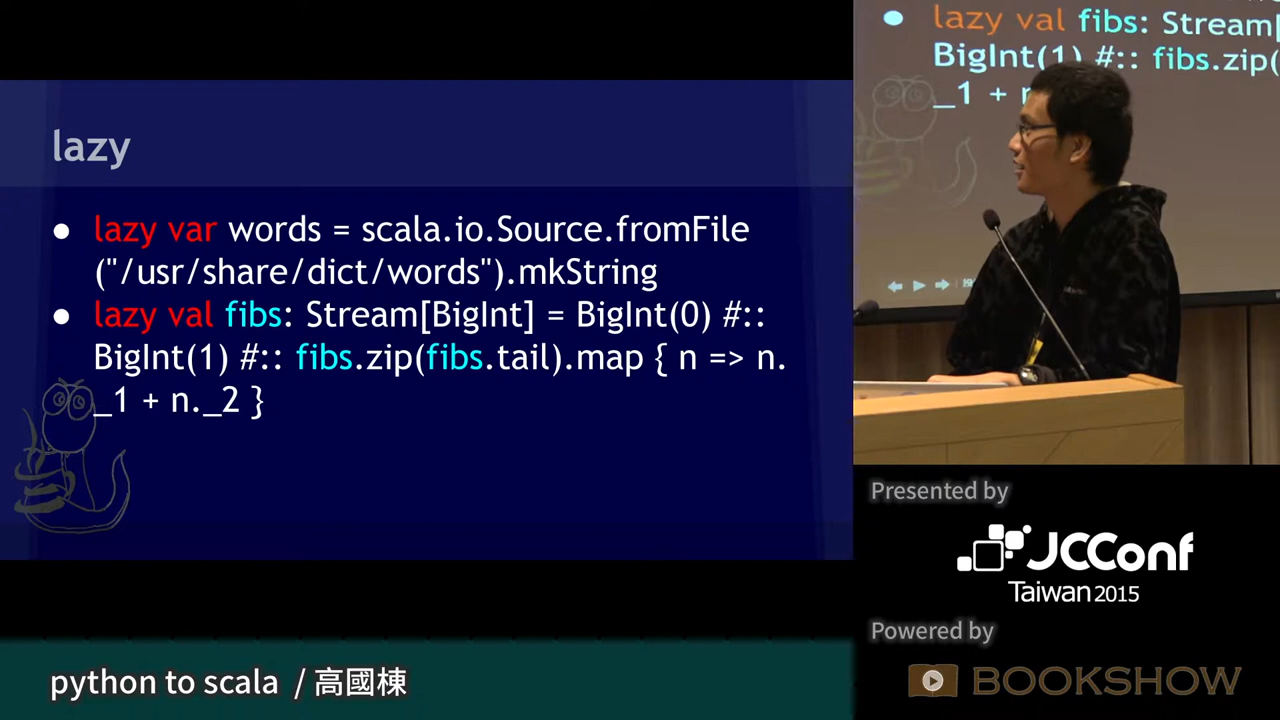 lazy
● lazy var words = scala.io.Source.fromFile
("/usr/share/dict/words").mkString
● lazy val fibs: Stream[BigInt] = BigInt(0) #::
BigInt(1) #:: fibs.zip(fibs.tail).map { n => n.
_1 + n._2 }
● lazy val fibs: Stream[
BigInt(1) #:: fibs.zip(
_1 +
Presented by
JCConf
Taiwan 2015
Powered by
BOOKSHOW
python to scala / 高國棟